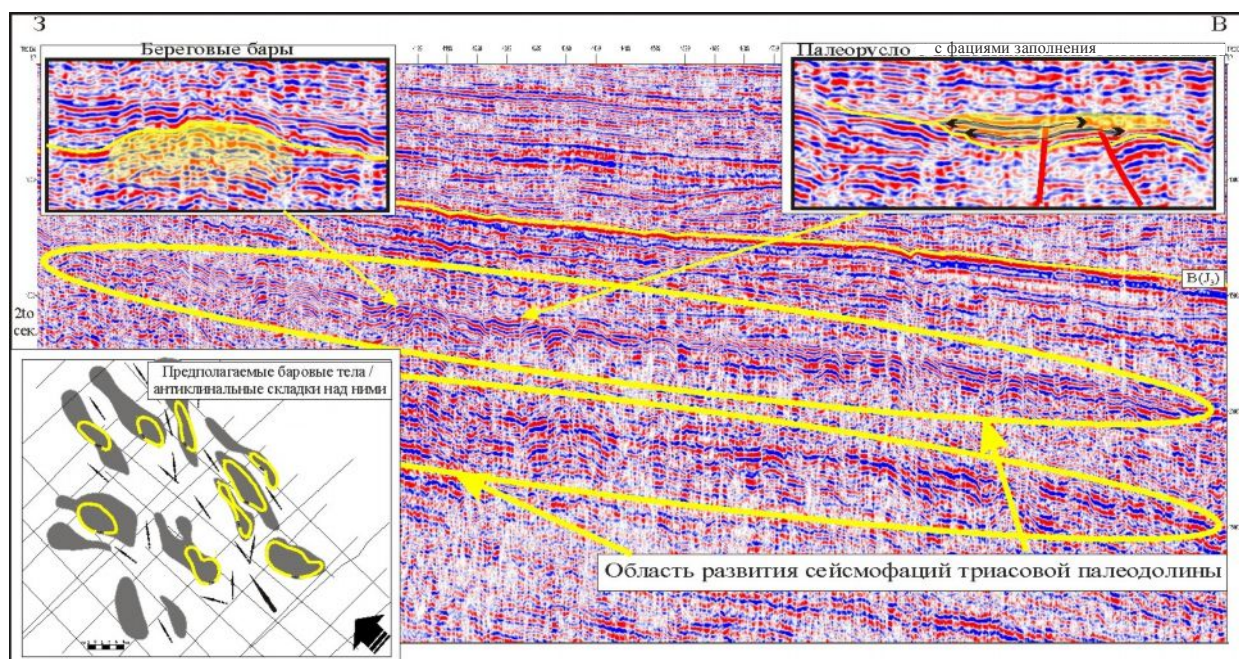 З
В
Береговые бары
Палеорусло с фациями заполнения
В(J₃)
2to
сек.
Предполагаемые баровые тела /
антиклинальные складки над ними
Область развития сейсмофаций триасовой палеодолины